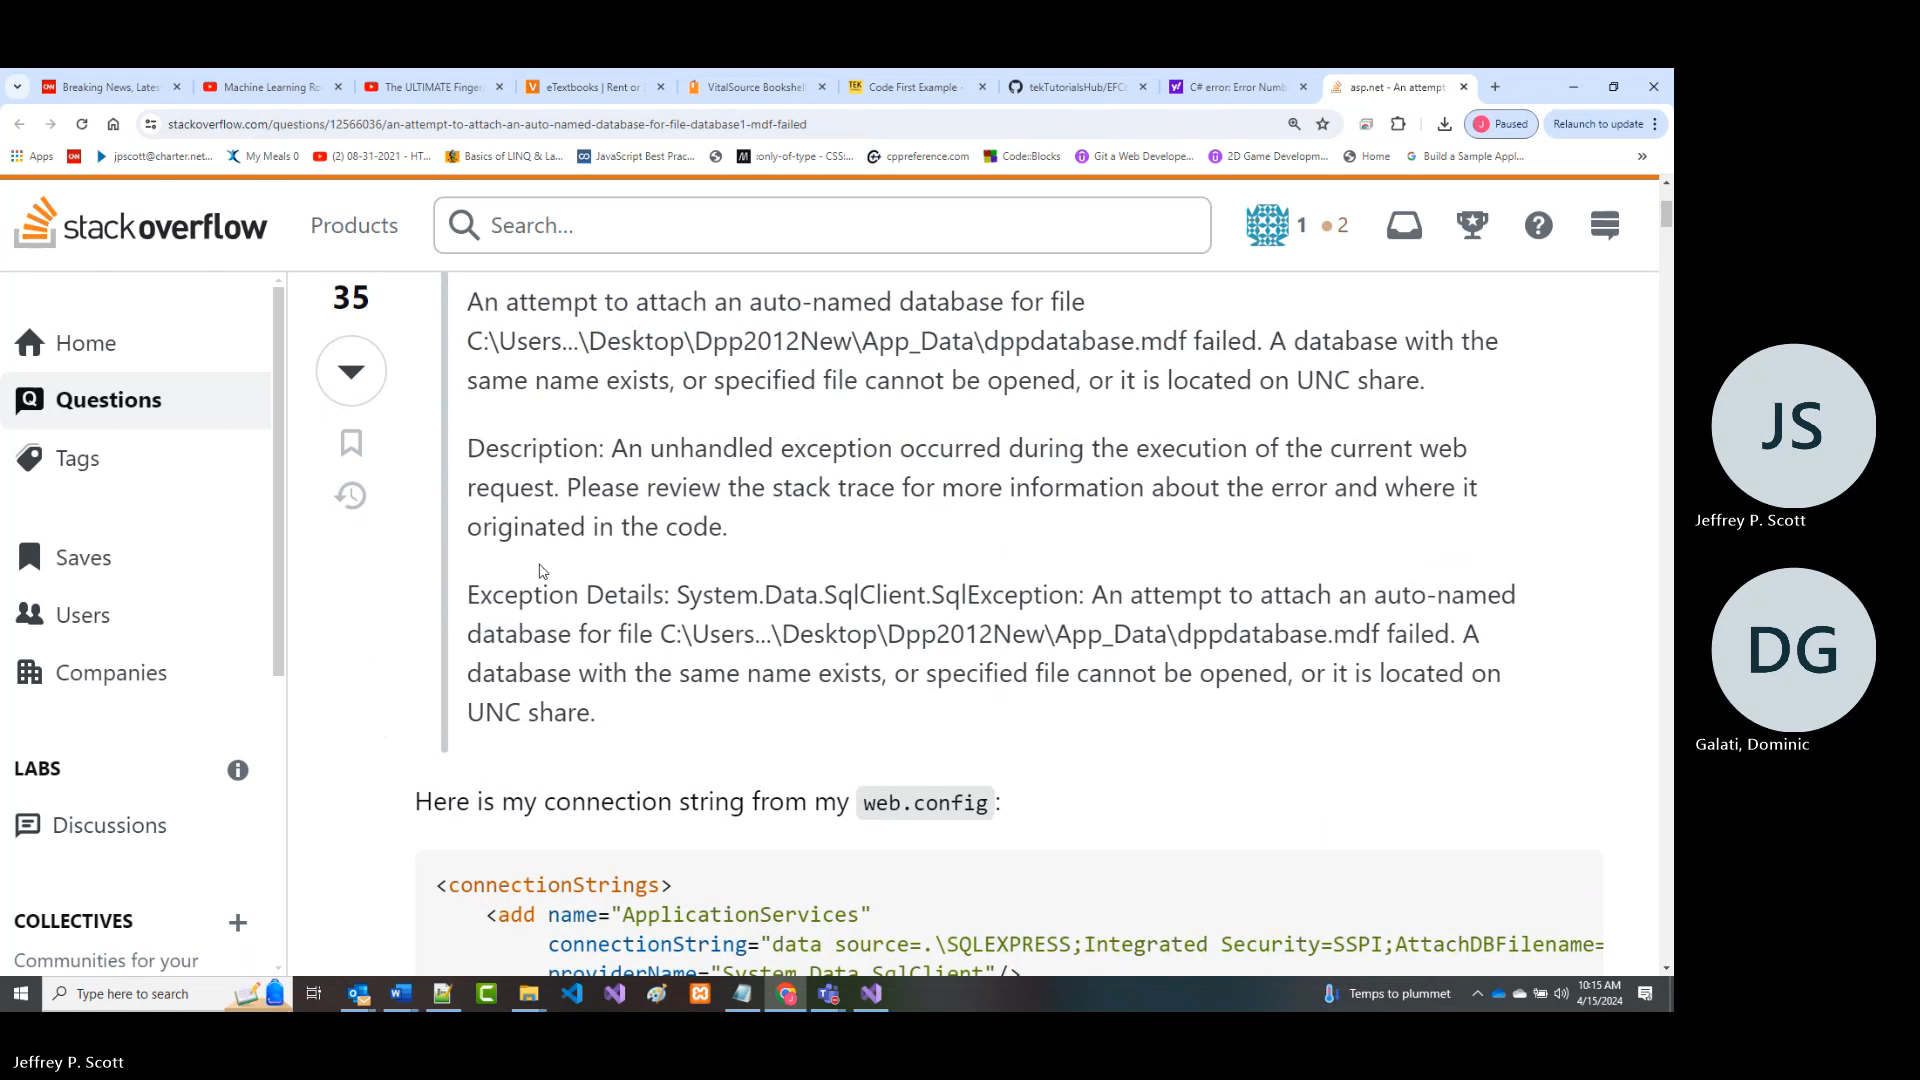 Breaking News, Lates
Machine Learning Ro
The ULTIMATE Finger
eTextbooks | Rent or
VitalSource Bookshel
TEK
Code First Example -
tekTutorialsHub/EFCo
C# error: Error Numb
asp.net - An attempt
stackoverflow.com/questions/12566036/an-attempt-to-attach-an-auto-named-database-for-file-database1-mdf-failed
J Paused
Relaunch to update
Apps
jpscott@charter.net...
My Meals 0
(2) 08-31-2021 - HT...
Basics of LINQ & La...
JavaScript Best Prac...
:only-of-type - CSS:...
cppreference.com
Code::Blocks
Git a Web Develope...
2D Game Developm...
Home
Build a Sample Appl...
stackoverflow
Products
Search...
1
2
Home
Questions
Tags
Saves
Users
Companies
LABS
Discussions
COLLECTIVES
Communities for your
35
An attempt to attach an auto-named database for file
C:\Users...\Desktop\Dpp2012New\App_Data\dppdatabase.mdf failed. A database with the
same name exists, or specified file cannot be opened, or it is located on UNC share.
Description: An unhandled exception occurred during the execution of the current web
request. Please review the stack trace for more information about the error and where it
originated in the code.
Exception Details: System.Data.SqlClient.SqlException: An attempt to attach an auto-named
database for file C:\Users...\Desktop\Dpp2012New\App_Data\dppdatabase.mdf failed. A
database with the same name exists, or specified file cannot be opened, or it is located on
UNC share.
Here is my connection string from my web.config:
<connectionStrings>
<add name="ApplicationServices"
connectionString="data source=.\SQLEXPRESS;Integrated Security=SSPI;AttachDBFilename=
providerName="System.Data.SqlClient"/>
Type here to search
Temps to plummet
10:15 AM
4/15/2024
JS
Jeffrey P. Scott
DG
Galati, Dominic
Jeffrey P. Scott